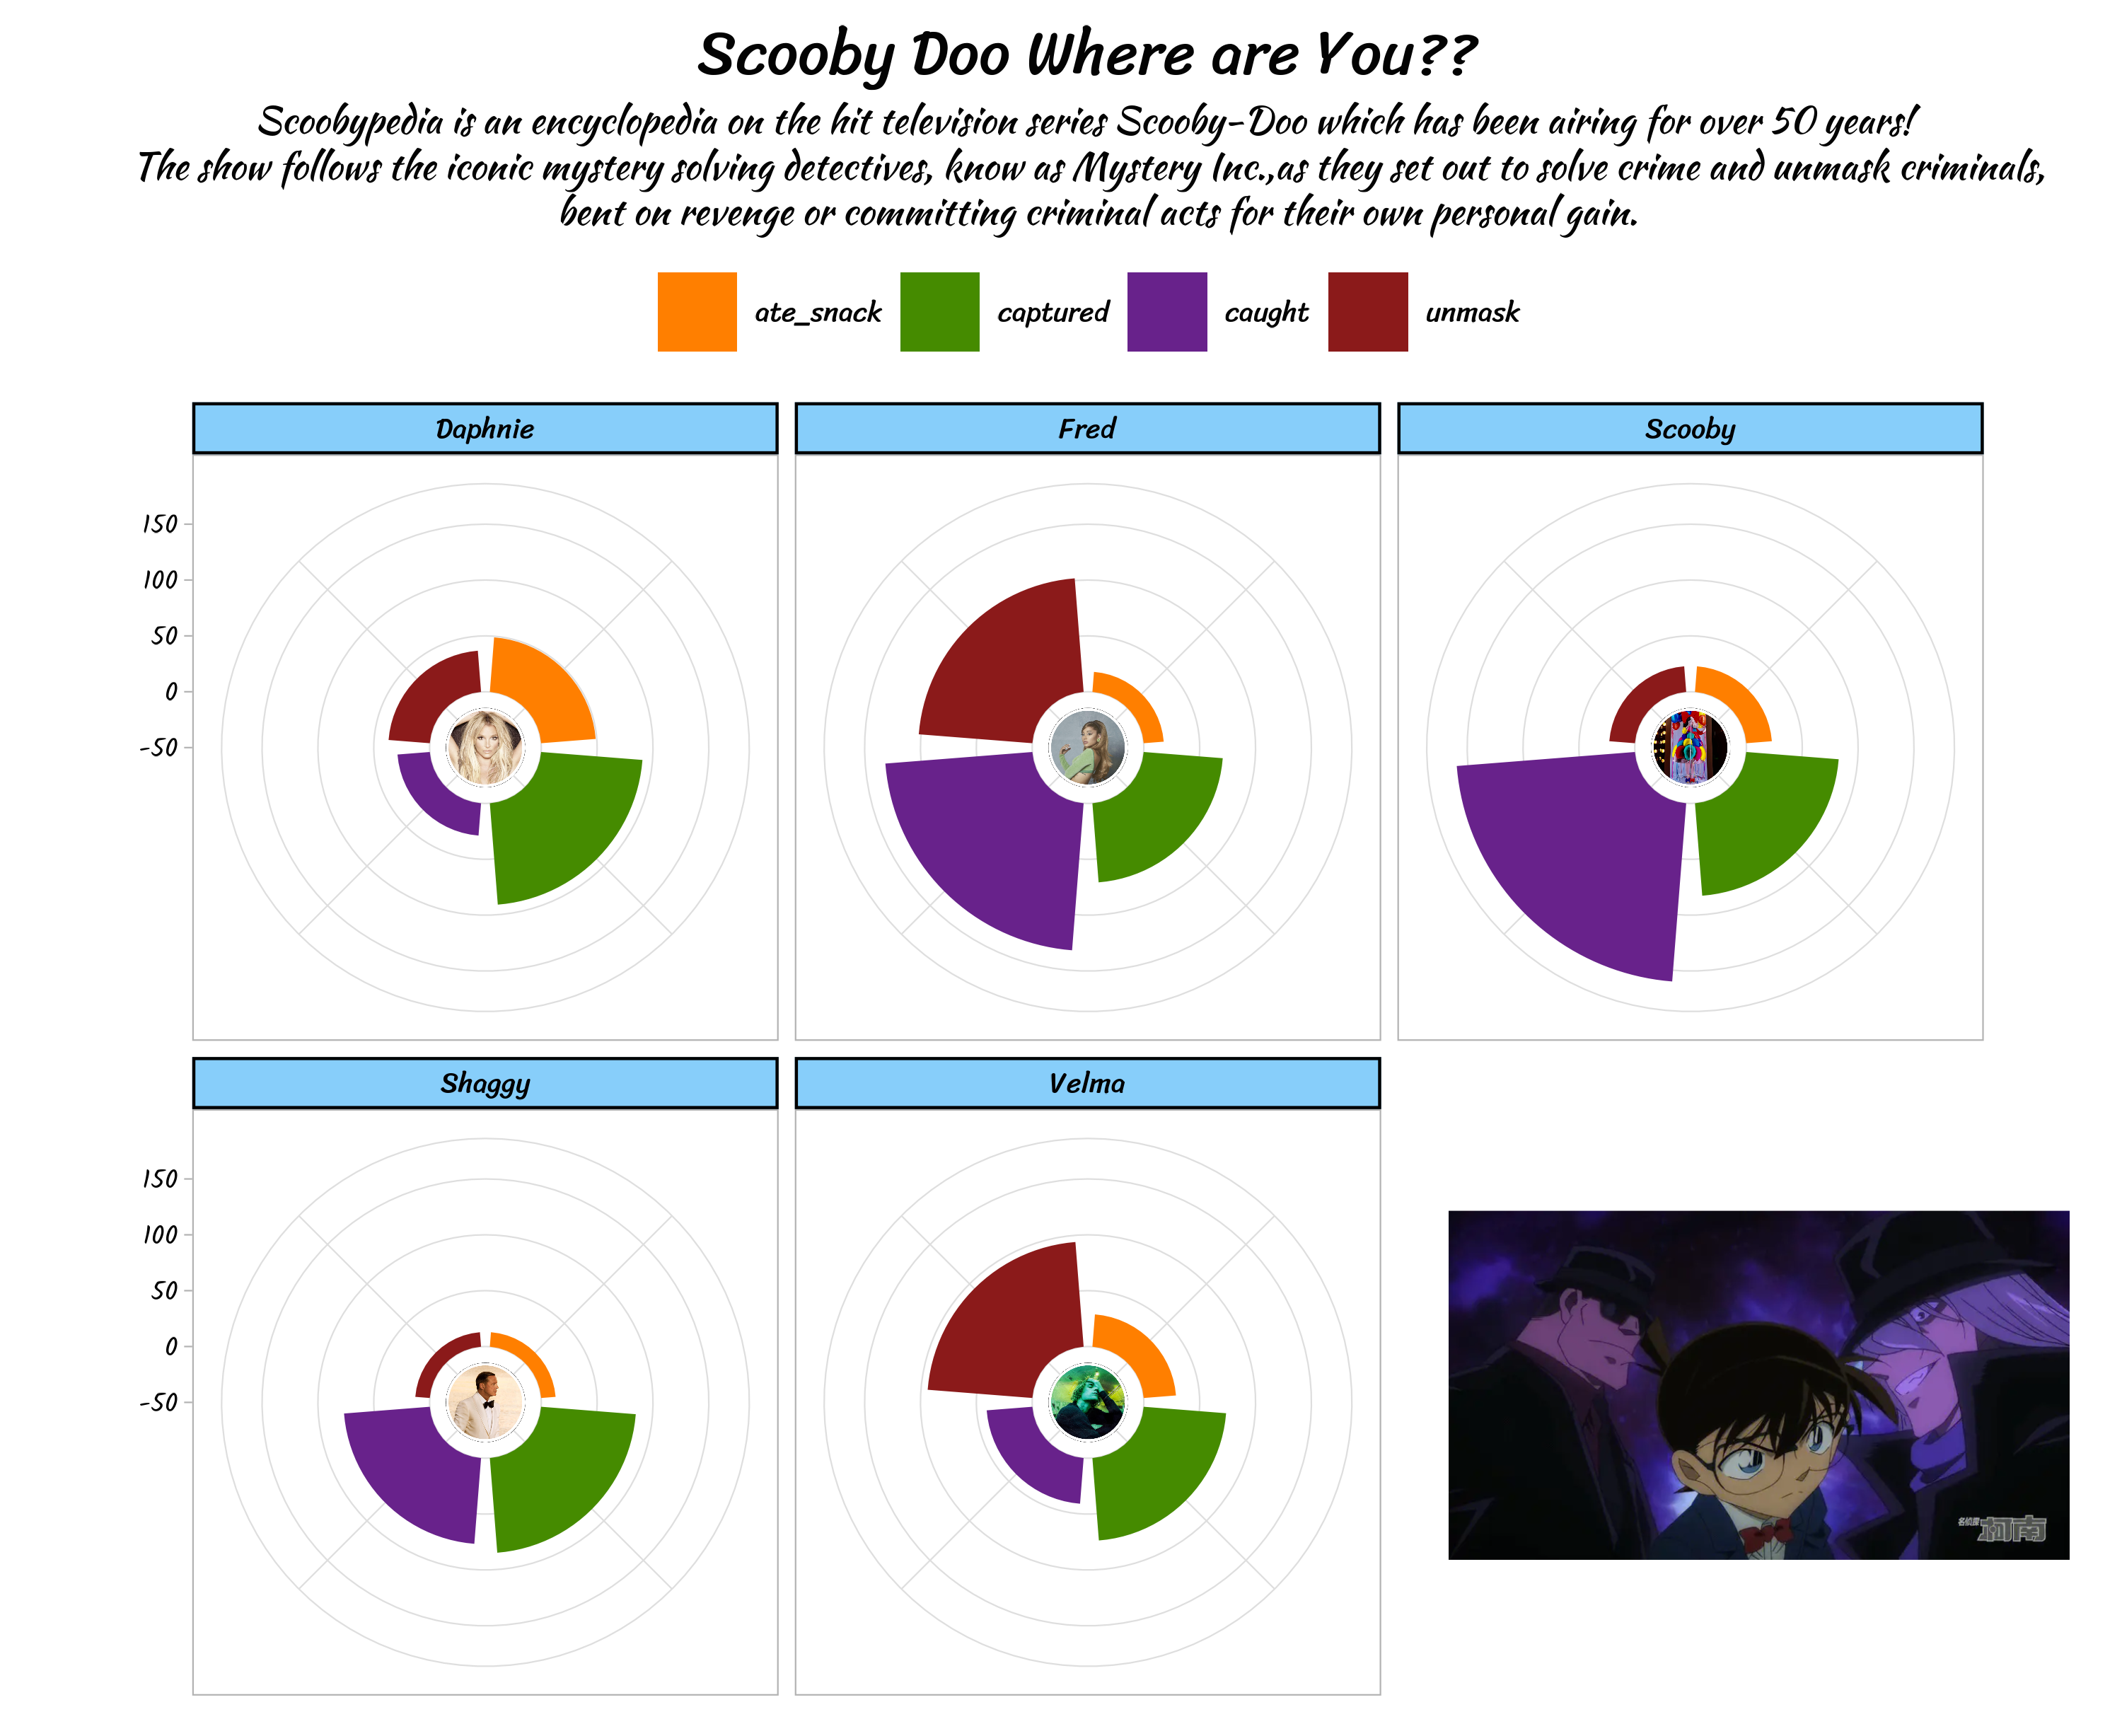 Scooby Doo Where are You??
Scoobypedia is an encyclopedia on the hit television series Scooby-Doo which has been airing for over 50 years!
The show follows the iconic mystery solving detectives, know as Mystery Inc.,as they set out to solve crime and unmask criminals,
bent on revenge or committing criminal acts for their own personal gain.
ate_snack captured caught unmask
Daphnie Fred Scooby
150
100
50
0
-50
Shaggy Velma
150
100
50
0
-50
名侦探柯南